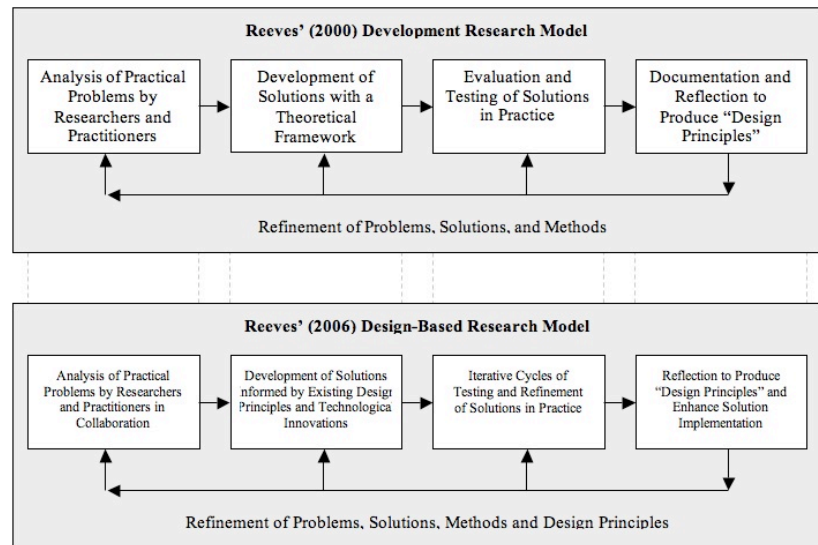 Reeves' (2000) Development Research Model
Analysis of Practical
Problems by
Researchers and
Practitioners
Development of
Solutions with a
Theoretical
Framework
Evaluation and
Testing of Solutions
in Practice
Documentation and
Reflection to
Produce “Design
Principles”
Refinement of Problems, Solutions, and Methods
Reeves' (2006) Design-Based Research Model
Analysis of Practical
Problems by Researchers
and Practitioners in
Collaboration
Development of Solutions
nformed by Existing Design
Principles and Technologica
Innovations
Iterative Cycles of
Testing and Refinement
of Solutions in Practice
Reflection to Produce
“Design Principles” and
Enhance Solution
Implementation
Refinement of Problems, Solutions, Methods and Design Principles